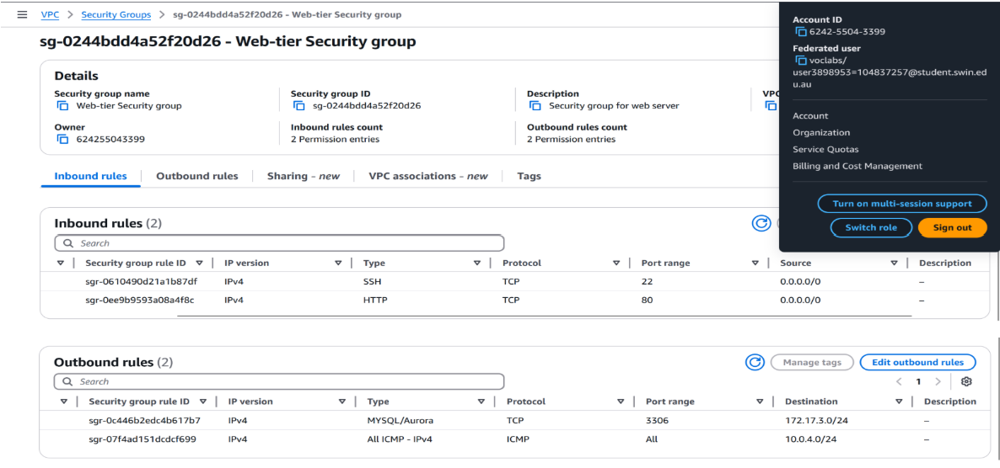 VPC > Security Groups > sg-0244bdd4a52f20d26 - Web-tier Security group
sg-0244bdd4a52f20d26 - Web-tier Security group
Details
Security group name
Web-tier Security group
Security group ID
sg-0244bdd4a52f20d26
Description
Security group for web server
VPC
Owner
624255043399
Inbound rules count
2 Permission entries
Outbound rules count
2 Permission entries
Account ID
6242-5504-3399
Federated user
voclabs/
user3898953=104837257@student.swin.ed
u.au
Account
Organization
Service Quotas
Billing and Cost Management
Turn on multi-session support
Switch role Sign out
Inbound rules Outbound rules Sharing - new VPC associations - new Tags
Inbound rules (2)
Search
Security group rule ID IP version Type Protocol Port range Source Description
sgr-0610490d21a1b87df IPv4 SSH TCP 22 0.0.0.0/0 –
sgr-0ee9b9593a08a4f8c IPv4 HTTP TCP 80 0.0.0.0/0 –
Outbound rules (2)
Manage tags Edit outbound rules
Search
< 1 >
Security group rule ID IP version Type Protocol Port range Destination Description
sgr-0c446b2edc4b617b7 IPv4 MYSQL/Aurora TCP 3306 172.17.3.0/24 –
sgr-07f4ad151dcdcf699 IPv4 All ICMP - IPv4 ICMP All 10.0.4.0/24 –